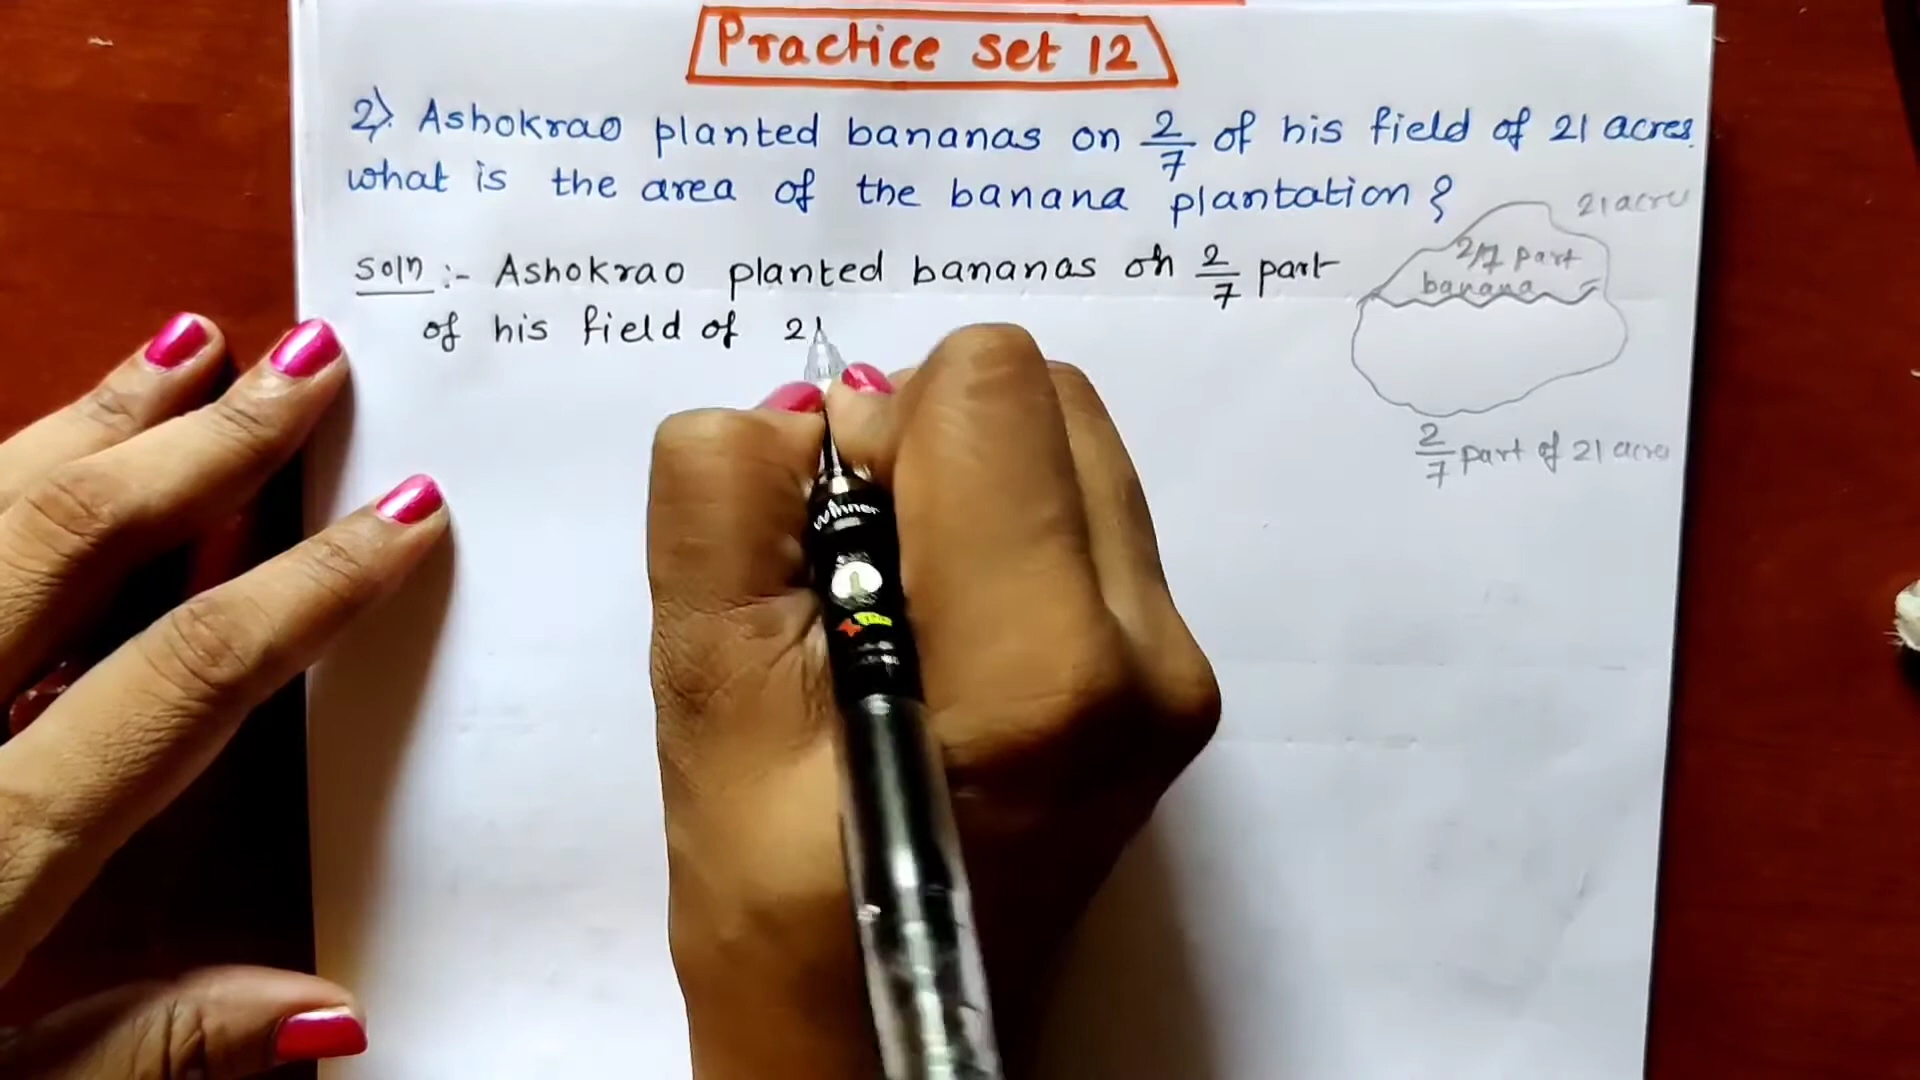 Practice Set 12
2). Ashokrao planted bananas on 2/7 of his field of 21 acres.
what is the area of the banana plantation ?
21 acres
2/7 part
banana
Soln :- Ashokrao planted bananas on 2/7 part
of his field of 21
2/7 part of 21 acres
winner